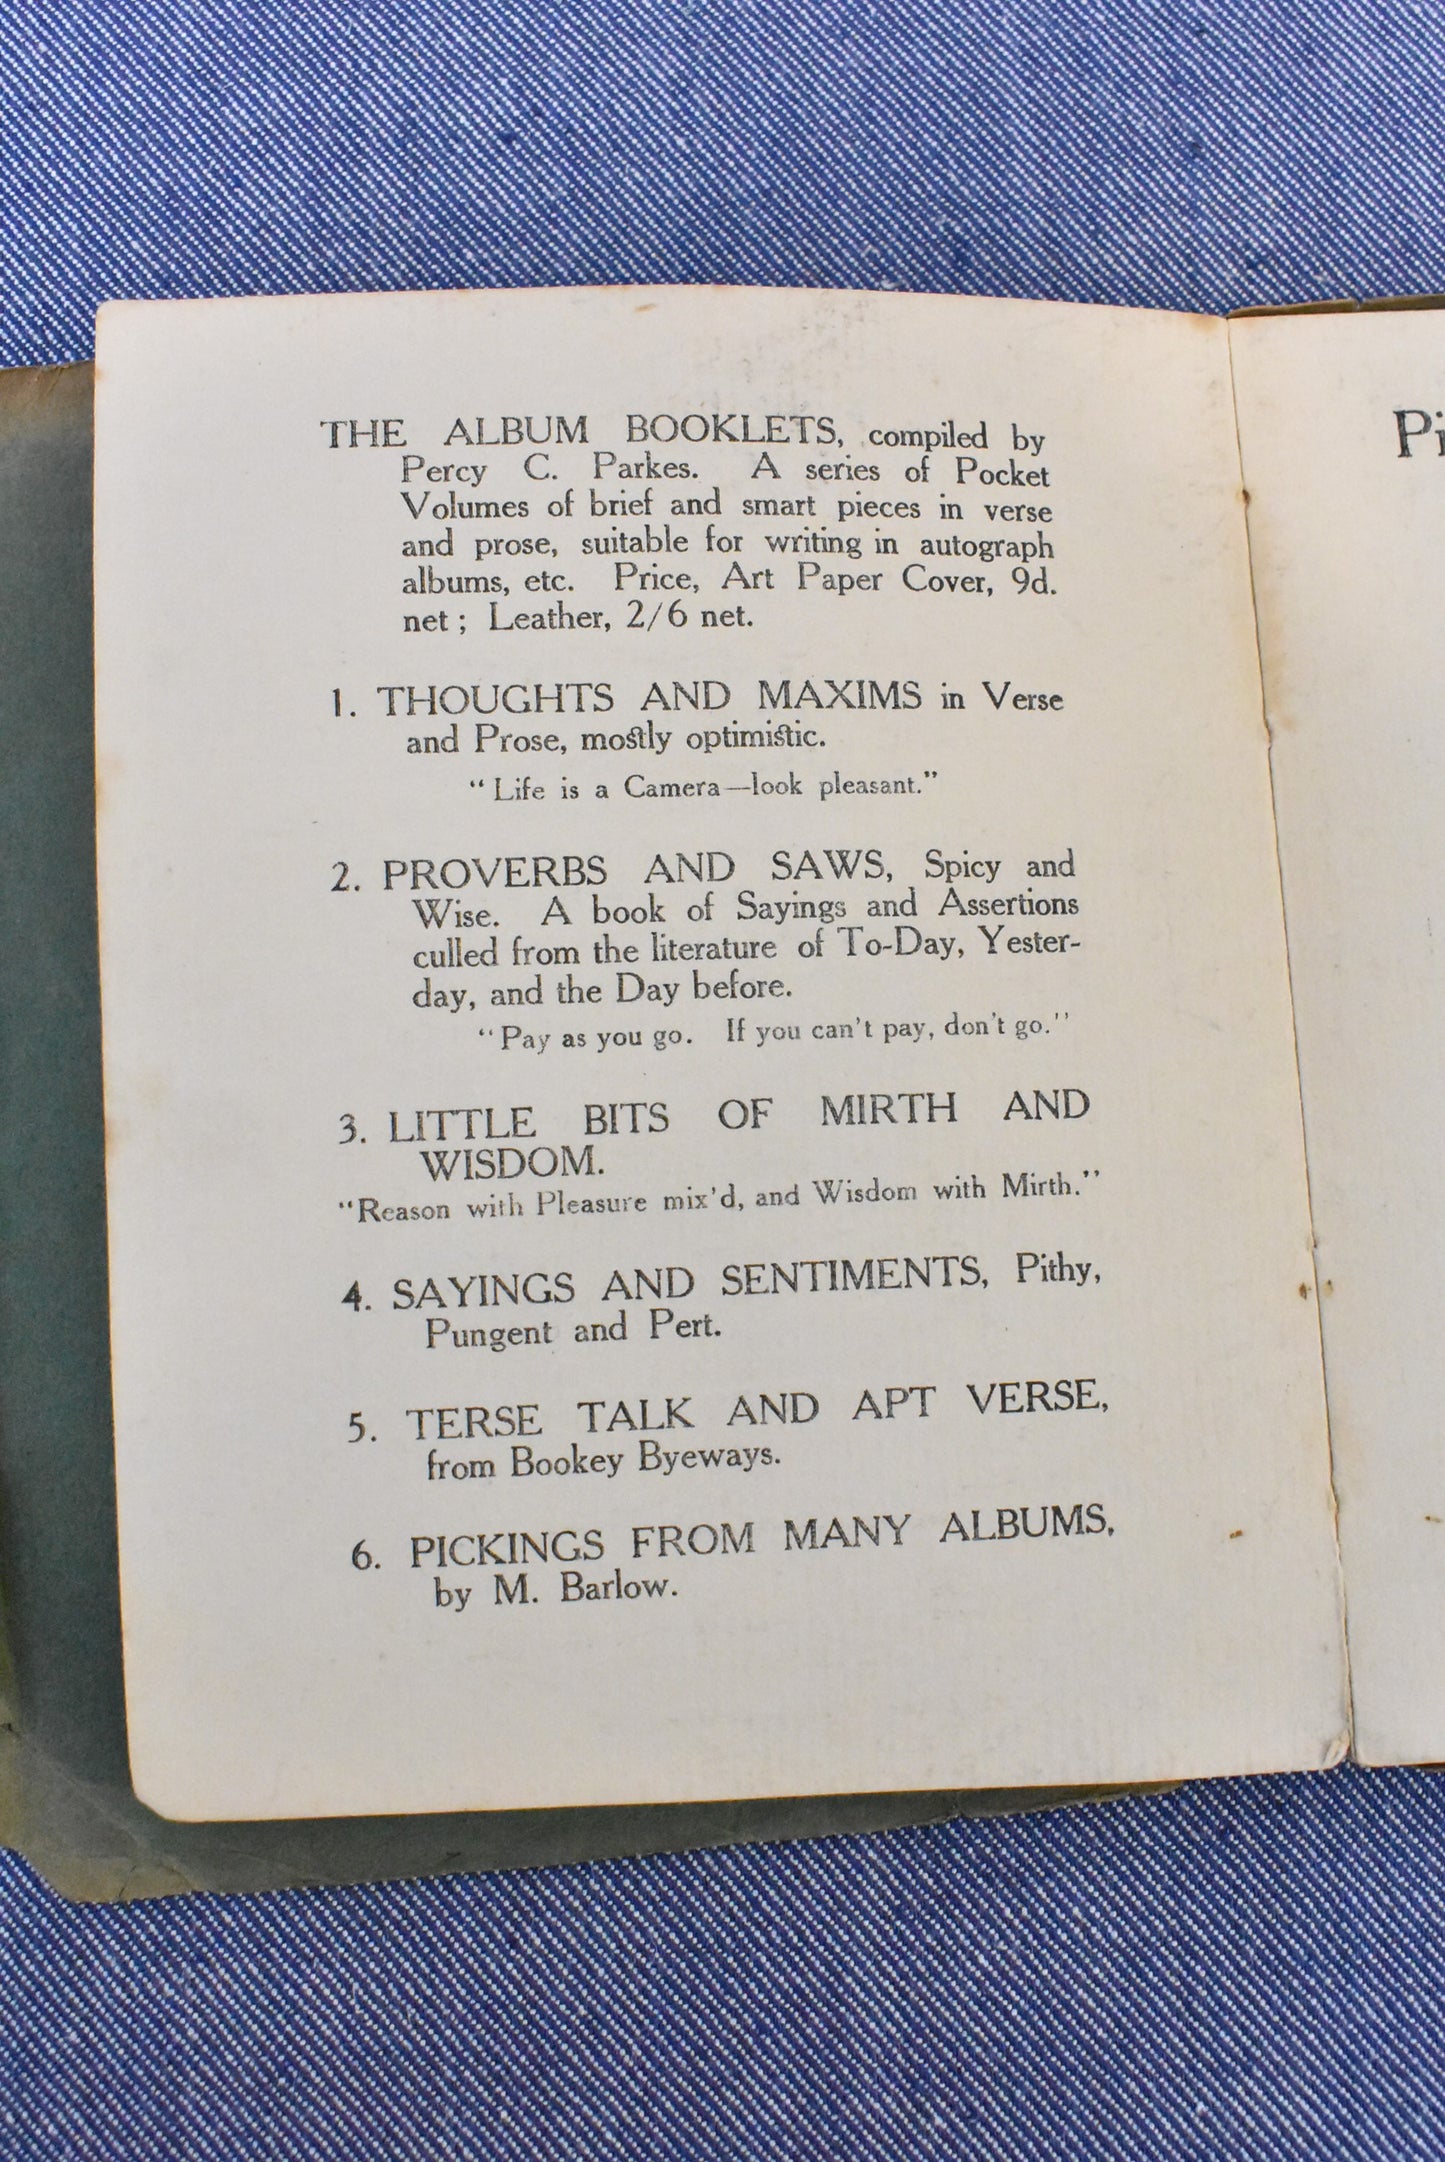 THE ALBUM BOOKLETS, compiled by
Percy C. Parkes. A series of Pocket
Volumes of brief and smart pieces in verse
and prose, suitable for writing in autograph
albums, etc. Price, Art Paper Cover, 9d.
net; Leather, 2/6 net.
1. THOUGHTS AND MAXIMS in Verse
and Prose, mostly optimistic.
"Life is a Camera—look pleasant."
2. PROVERBS AND SAWS, Spicy and
Wise. A book of Sayings and Assertions
culled from the literature of To-Day, Yester-
day, and the Day before.
"Pay as you go. If you can't pay, don't go."
3. LITTLE BITS OF MIRTH AND
WISDOM.
"Reason with Pleasure mix'd, and Wisdom with Mirth."
4. SAYINGS AND SENTIMENTS, Pithy,
Pungent and Pert.
5. TERSE TALK AND APT VERSE,
from Bookey Byeways.
6. PICKINGS FROM MANY ALBUMS,
by M. Barlow.